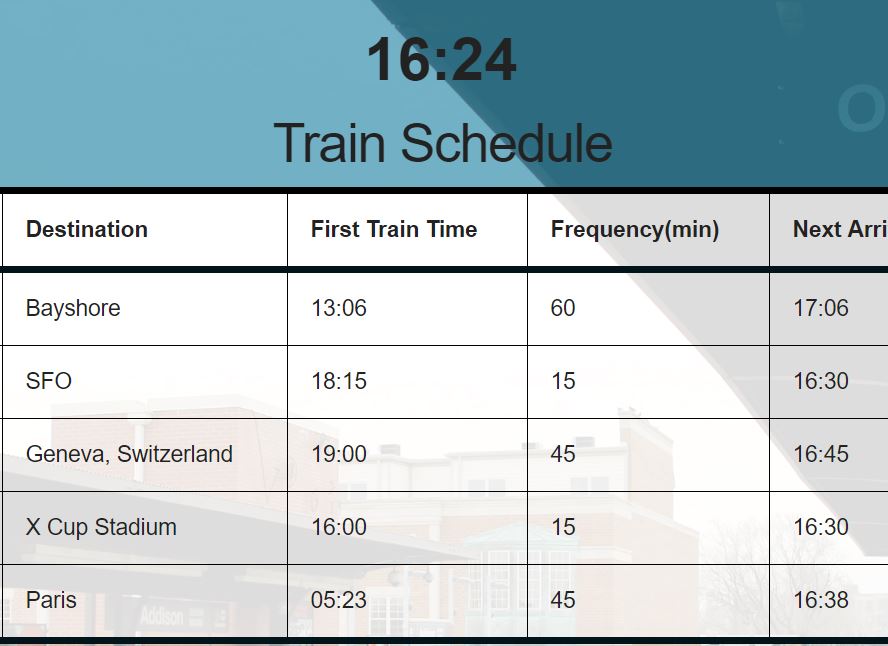 16:24
Train Schedule
Destination First Train Time Frequency(min) Next Arri
Bayshore 13:06 60 17:06
SFO 18:15 15 16:30
Geneva, Switzerland 19:00 45 16:45
X Cup Stadium 16:00 15 16:30
Paris 05:23 45 16:38
Addison
O